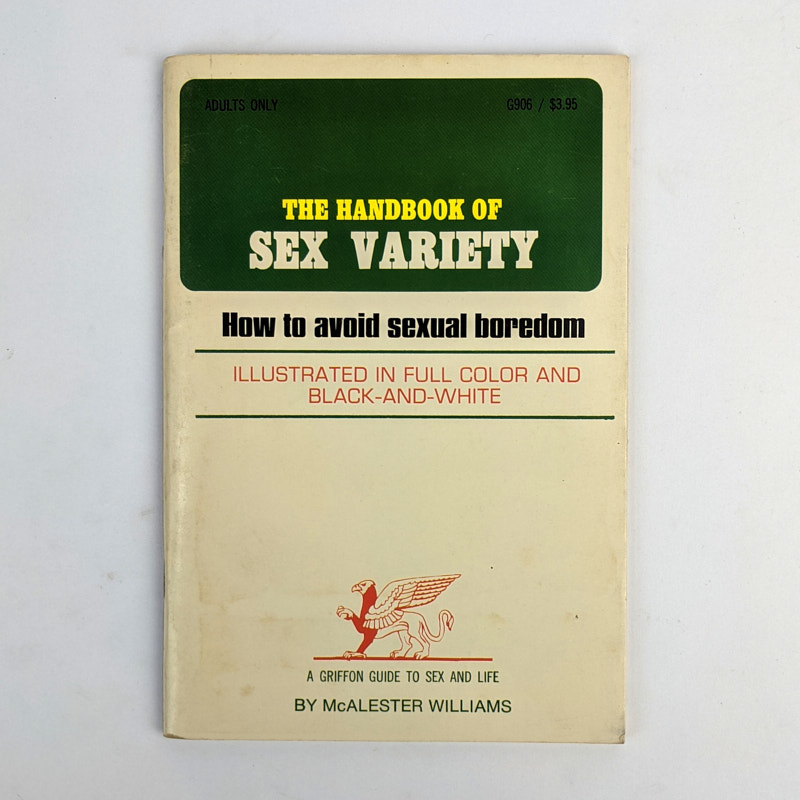 ADULTS ONLY
G906 / $3.95
THE HANDBOOK OF
SEX VARIETY
How to avoid sexual boredom
ILLUSTRATED IN FULL COLOR AND
BLACK-AND-WHITE
A GRIFFON GUIDE TO SEX AND LIFE
BY McALESTER WILLIAMS